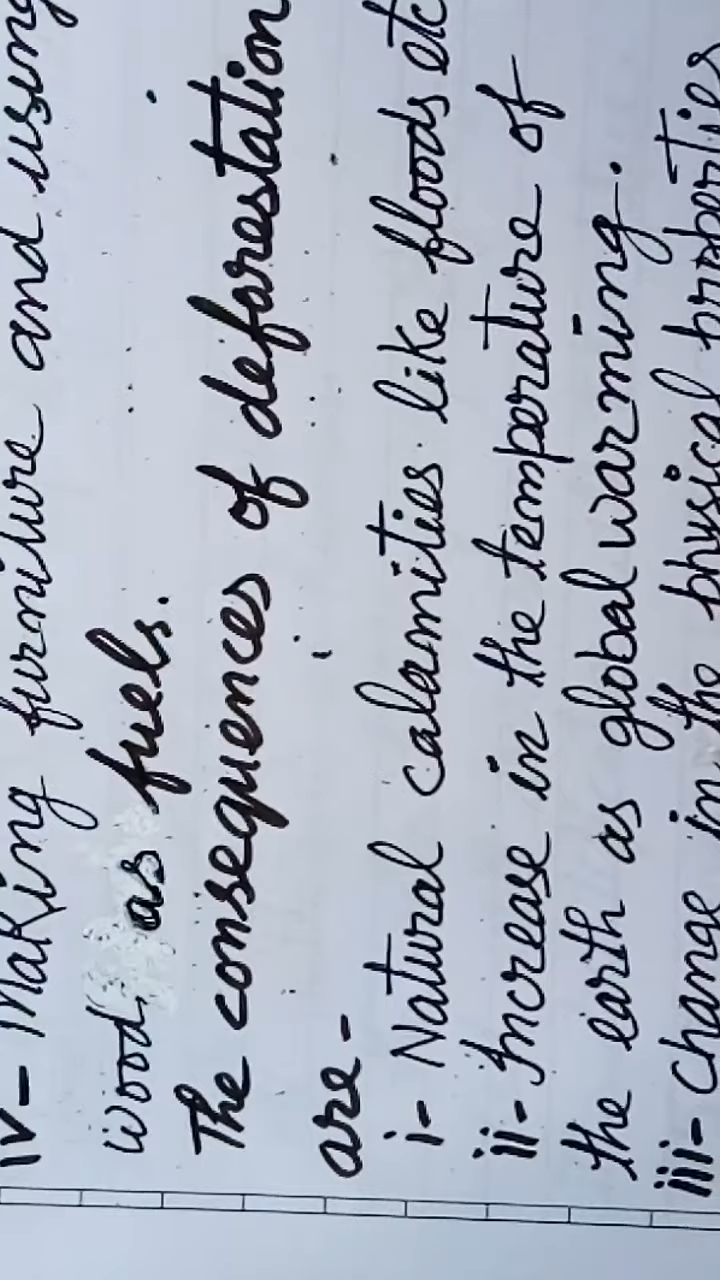 iv- Making furniture and using
wood, as fuels.
The consequences of deforestation
are-
i- Natural calamities like floods etc
ii- Increase in the temperature of
the earth as global warming.
iii- Change in the physical properties